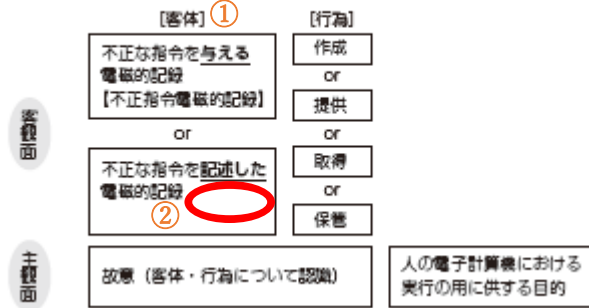 [客体] ① [行為]
不正な指令を与える
電磁的記録
【不正指令電磁的記録】
or
不正な指令を記述した
電磁的記録
②
作成
or
提供
or
取得
or
保管
客観面
主観面
故意(客体・行為について認識)
人の電子計算機における
実行の用に供する目的